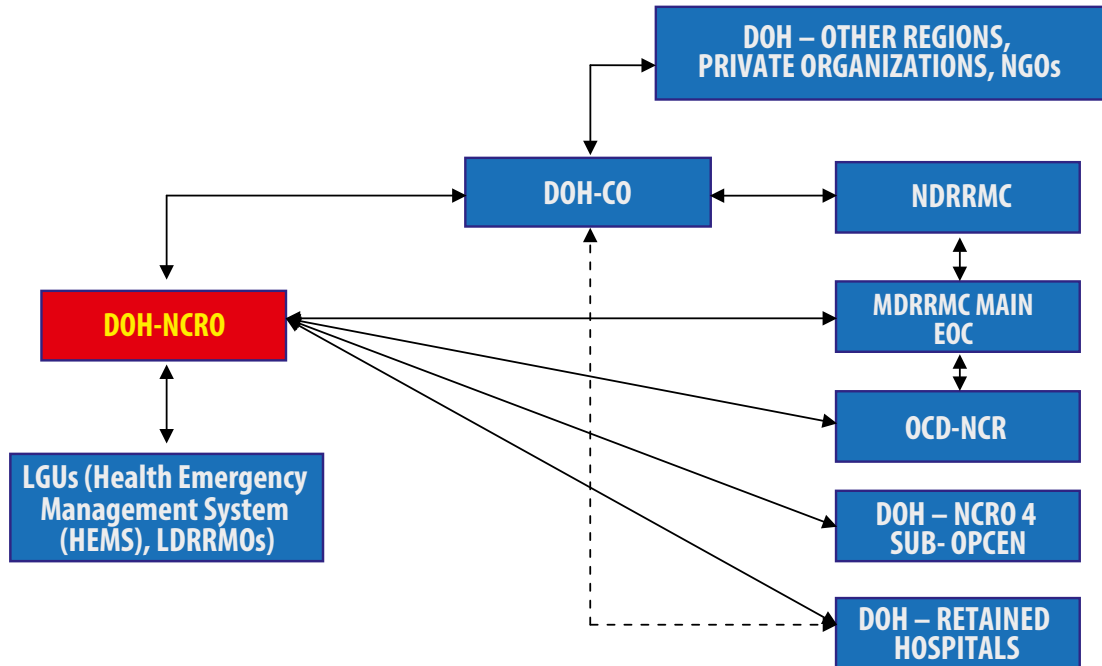 DOH – OTHER REGIONS,
PRIVATE ORGANIZATIONS, NGOs
DOH-CO
NDRRMC
DOH-NCRO
MDRRMC MAIN
EOC
OCD-NCR
LGUs (Health Emergency
Management System
(HEMS), LDRRMOs)
DOH – NCRO 4
SUB- OPCEN
DOH – RETAINED
HOSPITALS